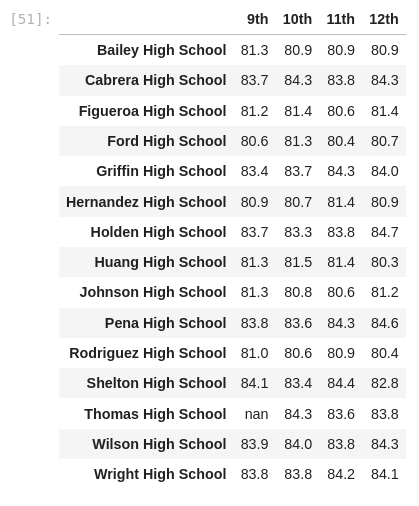 [51]: 9th 10th 11th 12th
Bailey High School 81.3 80.9 80.9 80.9
Cabrera High School 83.7 84.3 83.8 84.3
Figueroa High School 81.2 81.4 80.6 81.4
Ford High School 80.6 81.3 80.4 80.7
Griffin High School 83.4 83.7 84.3 84.0
Hernandez High School 80.9 80.7 81.4 80.9
Holden High School 83.7 83.3 83.8 84.7
Huang High School 81.3 81.5 81.4 80.3
Johnson High School 81.3 80.8 80.6 81.2
Pena High School 83.8 83.6 84.3 84.6
Rodriguez High School 81.0 80.6 80.9 80.4
Shelton High School 84.1 83.4 84.4 82.8
Thomas High School nan 84.3 83.6 83.8
Wilson High School 83.9 84.0 83.8 84.3
Wright High School 83.8 83.8 84.2 84.1